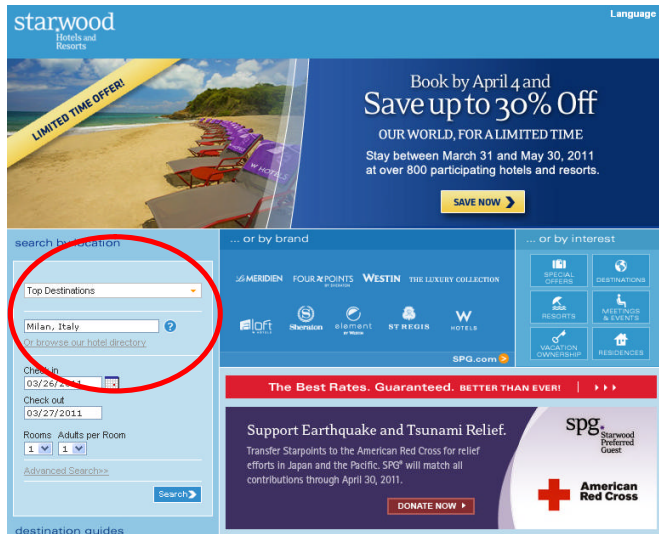 Language
starwood
Hotels and
Resorts
LIMITED TIME OFFER!
Book by April 4 and
Save up to 30% Off
OUR WORLD, FOR A LIMITED TIME
Stay between March 31 and May 30, 2011
at over 800 participating hotels and resorts.
SAVE NOW
W HOTELS
search by location
Top Destinations
Milan, Italy
?
Or browse our hotel directory
Check in
03/26/2011
Check out
03/27/2011
Rooms Adults per Room
1 1
Advanced Search>>
Search
destination guides
... or by brand
LE MERIDIEN FOUR POINTS WESTIN THE LUXURY COLLECTION
BY SHERATON
aloft Sheraton element ST REGIS W
HOTELS
SPG.com
... or by interest
SPECIAL
OFFERS
DESTINATIONS
RESORTS
MEETINGS
& EVENTS
VACATION
OWNERSHIP
RESIDENCES
The Best Rates. Guaranteed. BETTER THAN EVER!
Support Earthquake and Tsunami Relief.
Transfer Starpoints to the American Red Cross for relief
efforts in Japan and the Pacific. SPG® will match all
contributions through April 30, 2011.
DONATE NOW
spg.
Starwood
Preferred
Guest
American
Red Cross